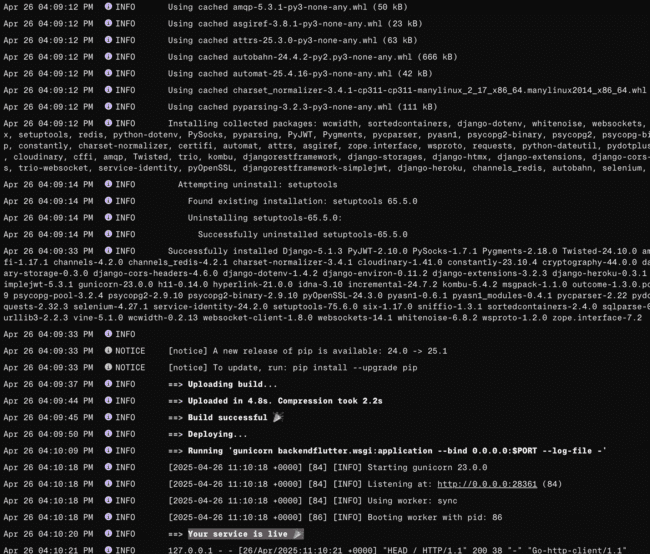 Apr 26 04:09:12 PM INFO Using cached amqp-5.3.1-py3-none-any.whl (50 kB)
Apr 26 04:09:12 PM INFO Using cached asgiref-3.8.1-py3-none-any.whl (23 kB)
Apr 26 04:09:12 PM INFO Using cached attrs-25.3.0-py3-none-any.whl (63 kB)
Apr 26 04:09:12 PM INFO Using cached autobahn-24.4.2-py2.py3-none-any.whl (666 kB)
Apr 26 04:09:12 PM INFO Using cached automat-25.4.16-py3-none-any.whl (42 kB)
Apr 26 04:09:12 PM INFO Using cached charset_normalizer-3.4.1-cp311-cp311-manylinux_2_17_x86_64.manylinux2014_x86_64.whl
Apr 26 04:09:12 PM INFO Using cached pyparsing-3.2.3-py3-none-any.whl (111 kB)
Apr 26 04:09:12 PM INFO Installing collected packages: wcwidth, sortedcontainers, django-dotenv, whitenoise, websockets,
x, setuptools, redis, python-dotenv, PySocks, pyparsing, PyJWT, Pygments, pycparser, pyasn1, psycopg2-binary, psycopg2, psycopg-bi
p, constantly, charset-normalizer, certifi, automat, attrs, asgiref, zope.interface, wsproto, requests, python-dateutil, pydotplus
, cloudinary, cffi, amqp, Twisted, trio, kombu, djangorestframework, django-storages, django-htmx, django-extensions, django-cors-
s, trio-websocket, service-identity, pyOpenSSL, djangorestframework-simplejwt, django-heroku, channels_redis, autobahn, selenium,
Apr 26 04:09:14 PM INFO Attempting uninstall: setuptools
Apr 26 04:09:14 PM INFO Found existing installation: setuptools 65.5.0
Apr 26 04:09:14 PM INFO Uninstalling setuptools-65.5.0:
Apr 26 04:09:14 PM INFO Successfully uninstalled setuptools-65.5.0
Apr 26 04:09:33 PM INFO Successfully installed Django-5.1.3 PyJWT-2.10.0 PySocks-1.7.1 Pygments-2.18.0 Twisted-24.10.0 am
fi-1.17.1 channels-4.2.0 channels_redis-4.2.1 charset-normalizer-3.4.1 cloudinary-1.41.0 constantly-23.10.4 cryptography-44.0.0 da
ary-storage-0.3.0 django-cors-headers-4.6.0 django-dotenv-1.4.2 django-environ-0.11.2 django-extensions-3.2.3 django-heroku-0.3.1
implejwt-5.3.1 gunicorn-23.0.0 h11-0.14.0 hyperlink-21.0.0 idna-3.10 incremental-24.7.2 kombu-5.4.2 msgpack-1.1.0 outcome-1.3.0.po
9 psycopg-pool-3.2.4 psycopg2-2.9.10 psycopg2-binary-2.9.10 pyOpenSSL-24.3.0 pyasn1-0.6.1 pyasn1_modules-0.4.1 pycparser-2.22 pydo
quests-2.32.3 selenium-4.27.1 service-identity-24.2.0 setuptools-75.6.0 six-1.17.0 sniffio-1.3.1 sortedcontainers-2.4.0 sqlparse-0
urllib3-2.2.3 vine-5.1.0 wcwidth-0.2.13 websocket-client-1.8.0 websockets-14.1 whitenoise-6.8.2 wsproto-1.2.0 zope.interface-7.2
Apr 26 04:09:33 PM INFO
Apr 26 04:09:33 PM NOTICE [notice] A new release of pip is available: 24.0 -> 25.1
Apr 26 04:09:33 PM NOTICE [notice] To update, run: pip install --upgrade pip
Apr 26 04:09:37 PM INFO ==> Uploading build...
Apr 26 04:09:44 PM INFO ==> Uploaded in 4.8s. Compression took 2.2s
Apr 26 04:09:45 PM INFO ==> Build successful 🎉
Apr 26 04:09:50 PM INFO ==> Deploying...
Apr 26 04:10:09 PM INFO ==> Running 'gunicorn backendflutter.wsgi:application --bind 0.0.0.0:$PORT --log-file -'
Apr 26 04:10:18 PM INFO [2025-04-26 11:10:18 +0000] [84] [INFO] Starting gunicorn 23.0.0
Apr 26 04:10:18 PM INFO [2025-04-26 11:10:18 +0000] [84] [INFO] Listening at: http://0.0.0.0:28361 (84)
Apr 26 04:10:18 PM INFO [2025-04-26 11:10:18 +0000] [84] [INFO] Using worker: sync
Apr 26 04:10:18 PM INFO [2025-04-26 11:10:18 +0000] [86] [INFO] Booting worker with pid: 86
Apr 26 04:10:20 PM INFO ==> Your service is live 🎉
Apr 26 04:10:21 PM INFO 127.0.0.1 - - [26/Apr/2025:11:10:21 +0000] "HEAD / HTTP/1.1" 200 38 "-" "Go-http-client/1.1"